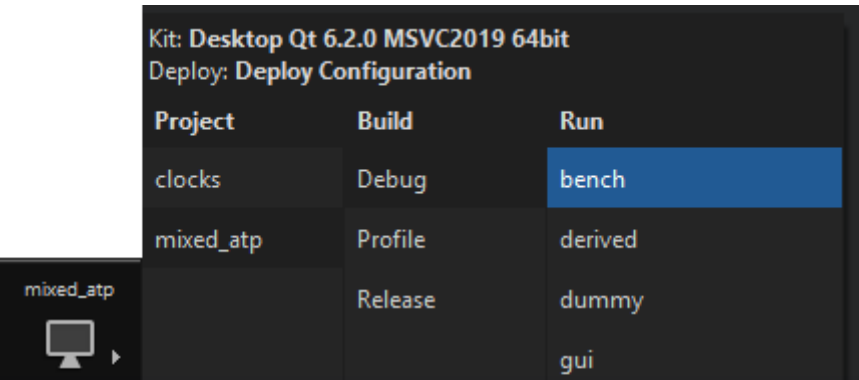 Kit: Desktop Qt 6.2.0 MSVC2019 64bit
Deploy: Deploy Configuration
Project Build Run
clocks Debug bench
mixed_atp Profile derived
mixed_atp
Release dummy
gui